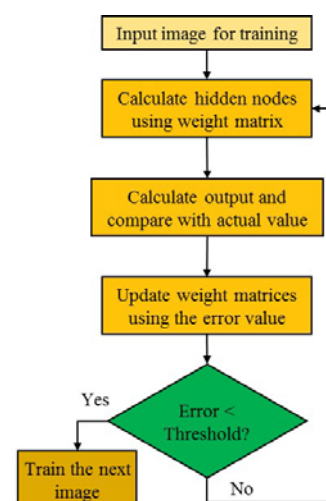 Input image for training
Calculate hidden nodes
using weight matrix
Calculate output and
compare with actual value
Update weight matrices
using the error value
Yes
Error <
Threshold?
Train the next
image
No